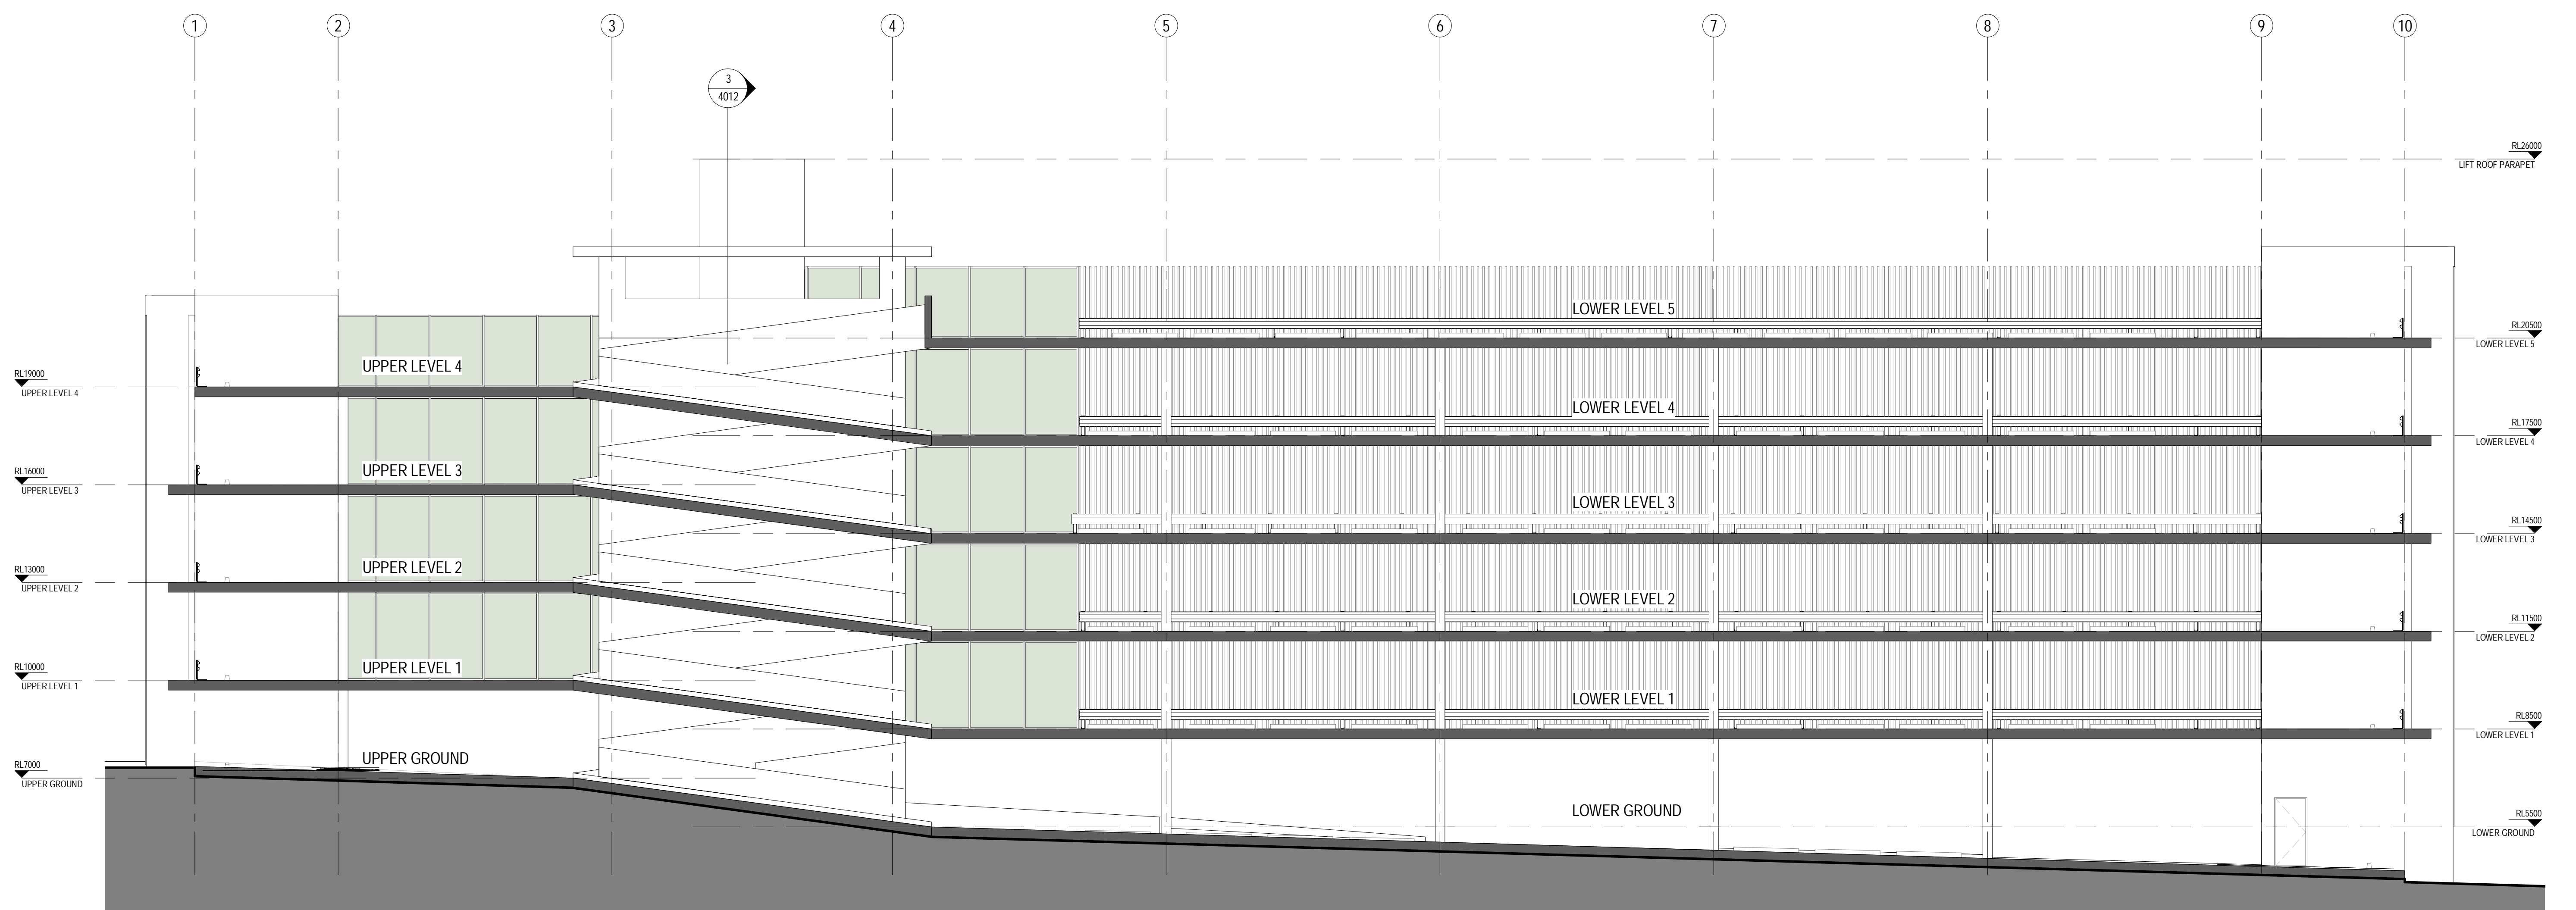 1 2 3 4 5 6 7 8 9 10
3
4012
RL26000
LIFT ROOF PARAPET
LOWER LEVEL 5
RL20500
LOWER LEVEL 5
UPPER LEVEL 4
RL19000
UPPER LEVEL 4
LOWER LEVEL 4
RL17500
LOWER LEVEL 4
UPPER LEVEL 3
RL16000
UPPER LEVEL 3
LOWER LEVEL 3
RL14500
LOWER LEVEL 3
UPPER LEVEL 2
RL13000
UPPER LEVEL 2
LOWER LEVEL 2
RL11500
LOWER LEVEL 2
UPPER LEVEL 1
RL10000
UPPER LEVEL 1
LOWER LEVEL 1
RL8500
LOWER LEVEL 1
UPPER GROUND
RL7000
UPPER GROUND
LOWER GROUND
RL5500
LOWER GROUND